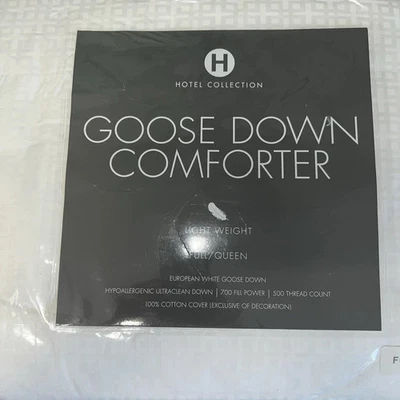 H
HOTEL COLLECTION
GOOSE DOWN
COMFORTER
LIGHT WEIGHT
FULL/QUEEN
EUROPEAN WHITE GOOSE DOWN
HYPOALLERGENIC ULTRACLEAN DOWN | 700 FILL POWER | 500 THREAD COUNT
100% COTTON COVER (EXCLUSIVE OF DECORATION)
F